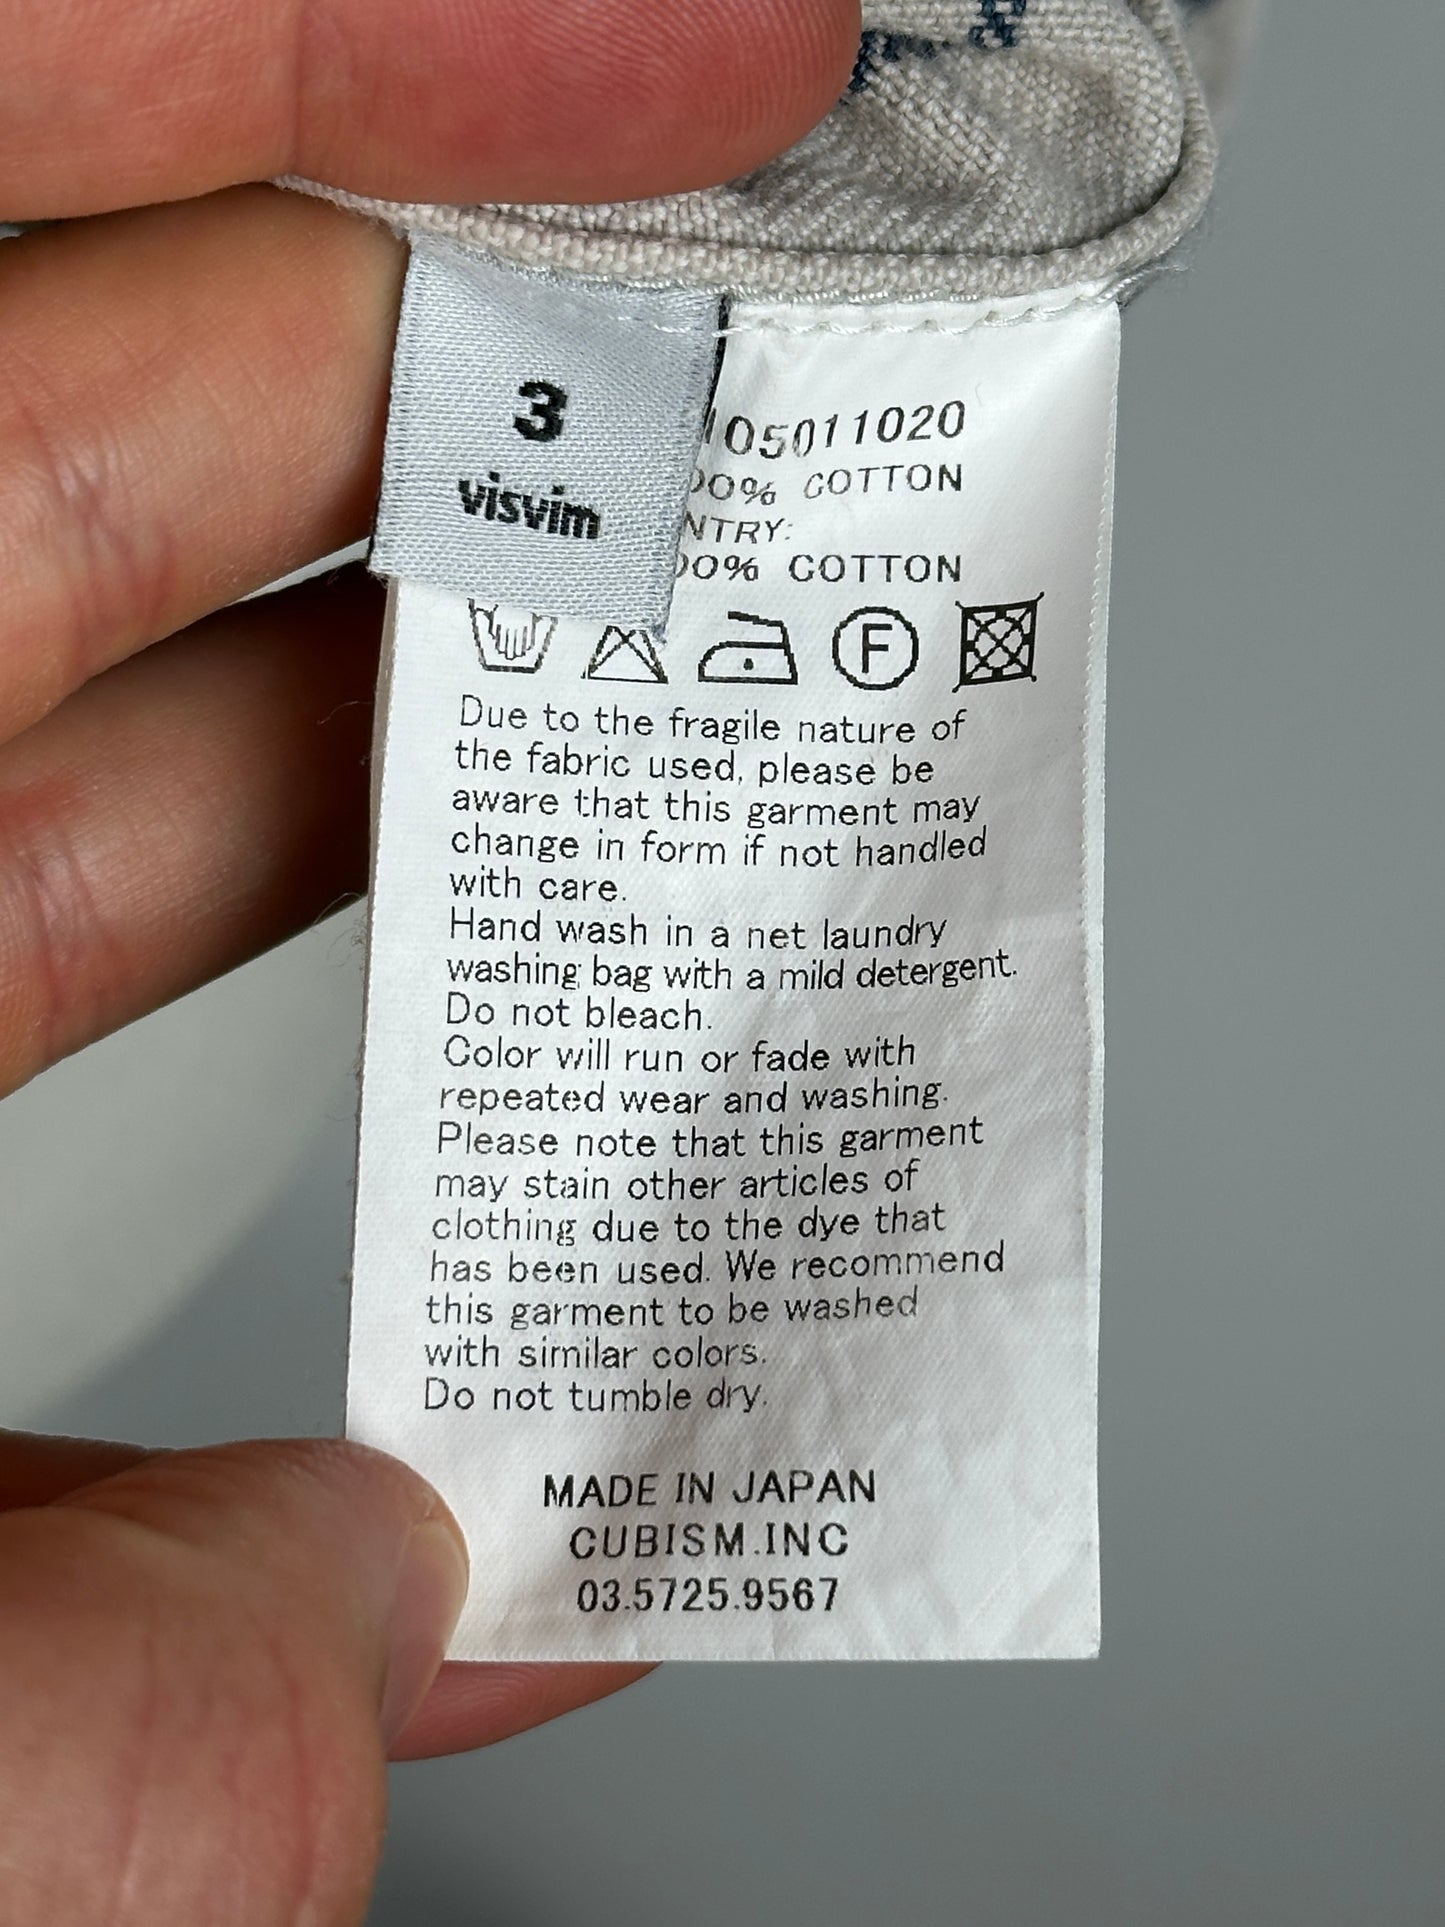 3
visvim
105011020
00% COTTON
NTRY:
00% COTTON
F
Due to the fragile nature of
the fabric used, please be
aware that this garment may
change in form if not handled
with care.
Hand wash in a net laundry
washing bag with a mild detergent.
Do not bleach.
Color will run or fade with
repeated wear and washing.
Please note that this garment
may stain other articles of
clothing due to the dye that
has been used. We recommend
this garment to be washed
with similar colors.
Do not tumble dry.
MADE IN JAPAN
CUBISM.INC
03.5725.9567